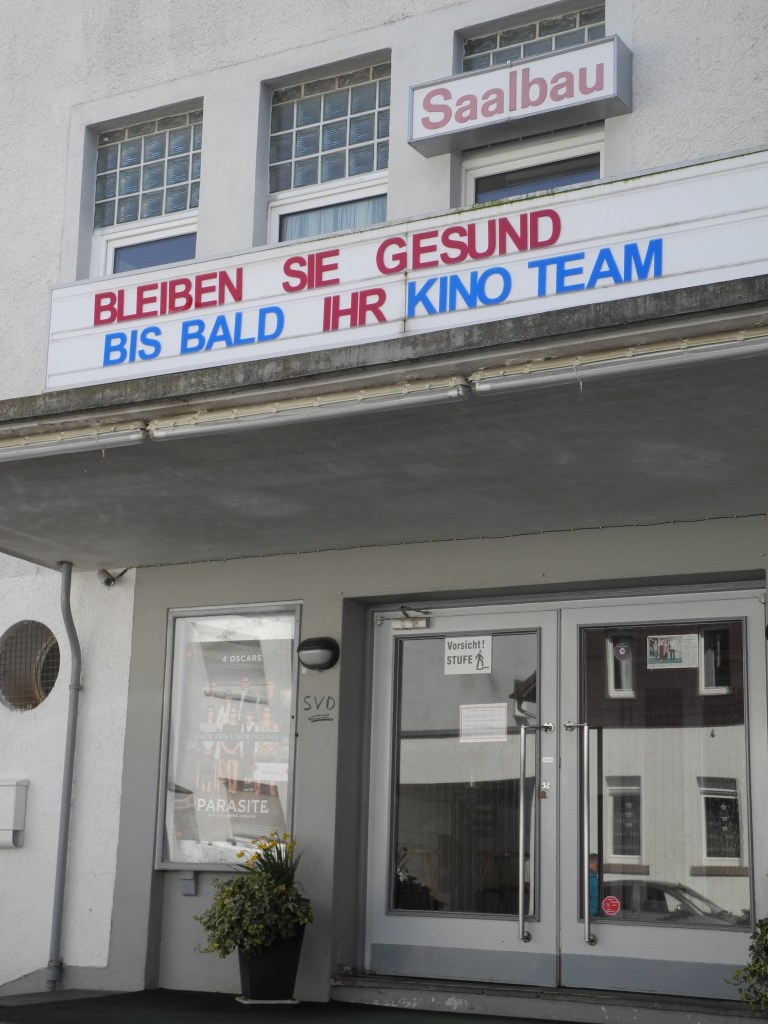 Saalbau
BLEIBEN SIE GESUND
BIS BALD IHR KINO TEAM
Vorsicht!
STUFE
4 OSCARS
SVD
PARASITE